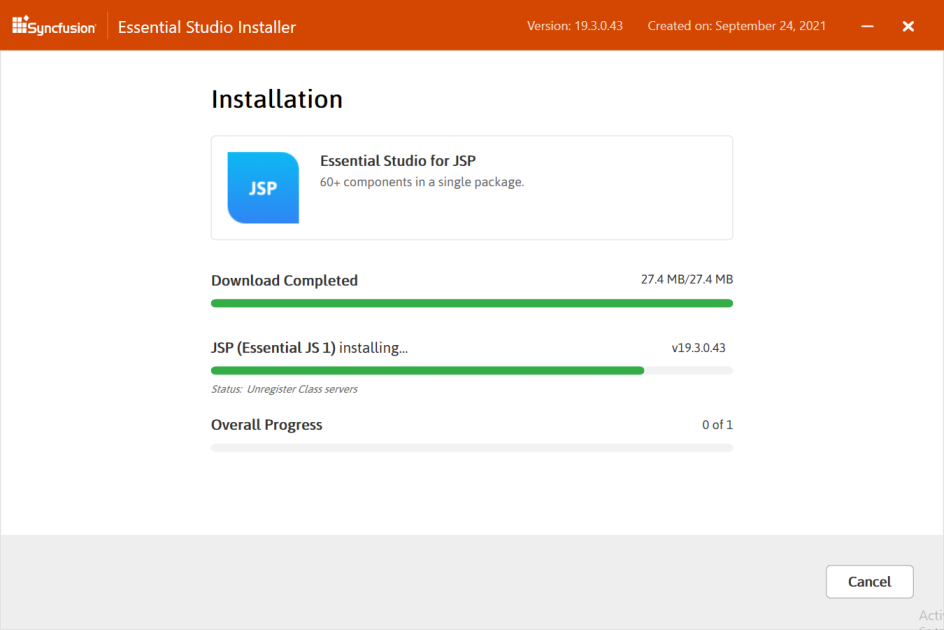 Syncfusion Essential Studio Installer Version: 19.3.0.43 Created on: September 24, 2021
Installation
JSP
Essential Studio for JSP
60+ components in a single package.
Download Completed 27.4 MB/27.4 MB
JSP (Essential JS 1) installing... v19.3.0.43
Status: Unregister Class servers
Overall Progress 0 of 1
Cancel